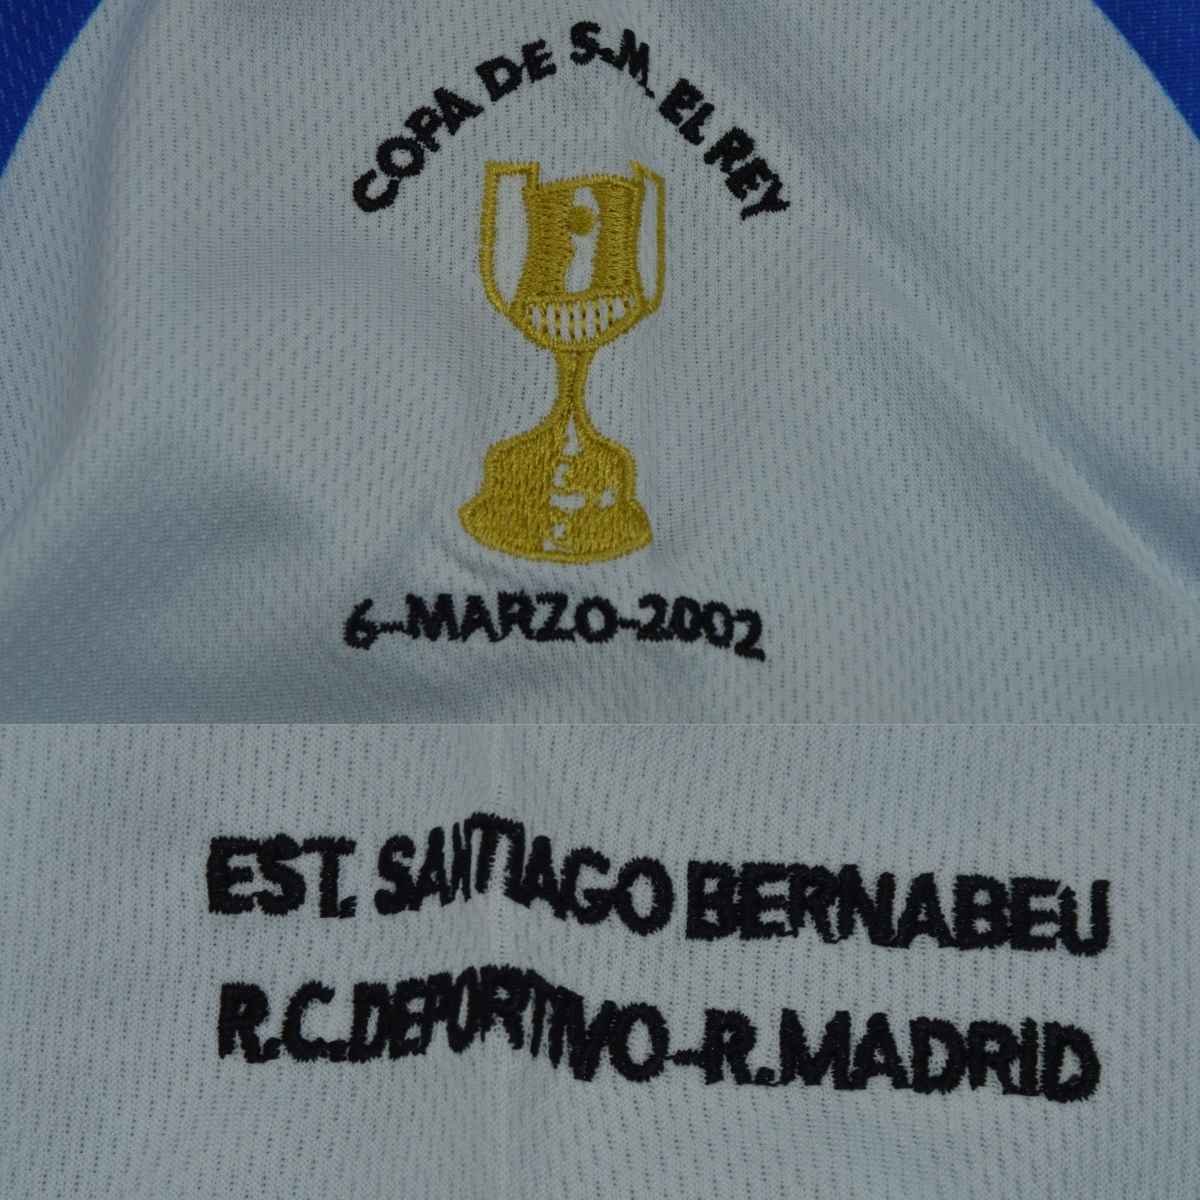 COPA DE S.M. EL REY
6-MARZO-2002
EST. SANTIAGO BERNABEU
R.C.DEPORTIVO-R.MADRID